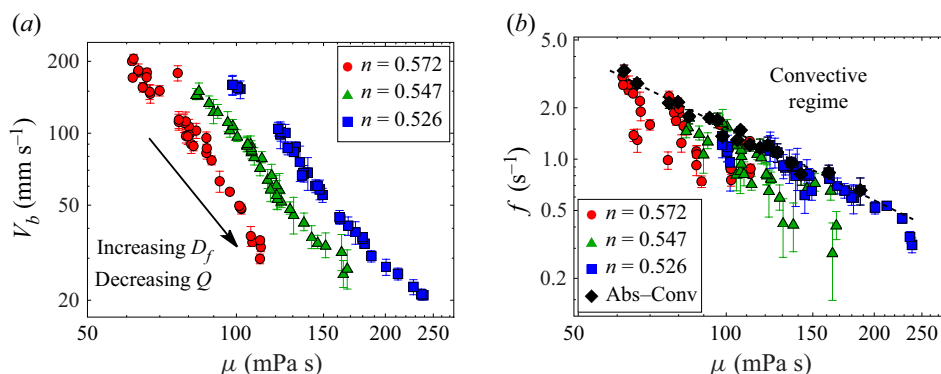 (a)
200
100
50
20
V_b (mm s⁻¹)
n = 0.572
n = 0.547
n = 0.526
Increasing D_f
Decreasing Q
50
100
150
200
250
μ (mPa s)
(b)
5.0
2.0
1.0
0.5
0.2
f (s⁻¹)
Convective
regime
n = 0.572
n = 0.547
n = 0.526
Abs–Conv
50
100
150
200
250
μ (mPa s)